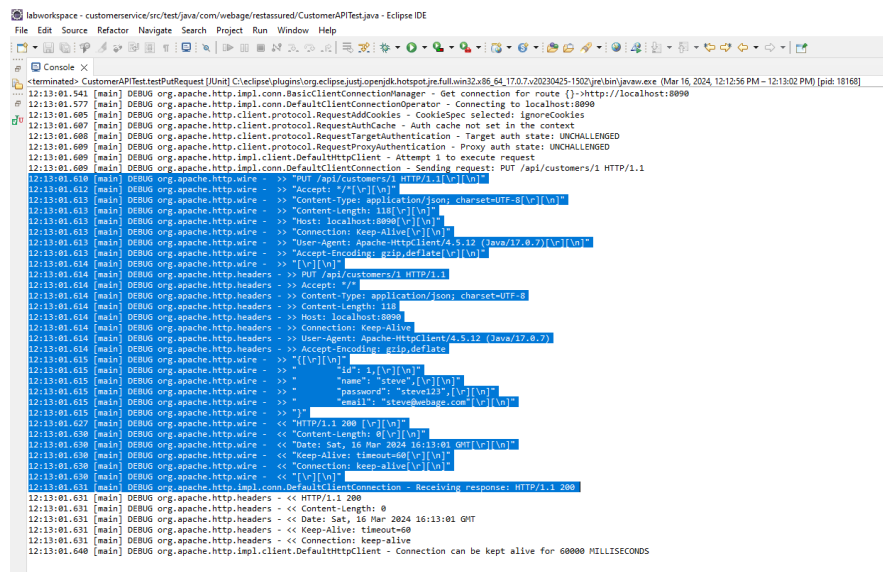 labworkspace - customerservice/src/test/java/com/webage/restassured/CustomerAPITest.java - Eclipse IDE
File Edit Source Refactor Navigate Search Project Run Window Help
Console
<terminated> CustomerAPITest.testPutRequest [JUnit] C:\eclipse\plugins\org.eclipse.justj.openjdk.hotspot.jre.full.win32.x86_64_17.0.7.v20230425-1502\jre\bin\javaw.exe (Mar 16, 2024, 12:12:56 PM – 12:13:02 PM) [pid: 18168]
12:13:01.541 [main] DEBUG org.apache.http.impl.conn.BasicClientConnectionManager - Get connection for route {}->http://localhost:8090
12:13:01.577 [main] DEBUG org.apache.http.impl.conn.DefaultClientConnectionOperator - Connecting to localhost:8090
12:13:01.605 [main] DEBUG org.apache.http.client.protocol.RequestAddCookies - CookieSpec selected: ignoreCookies
12:13:01.607 [main] DEBUG org.apache.http.client.protocol.RequestAuthCache - Auth cache not set in the context
12:13:01.608 [main] DEBUG org.apache.http.client.protocol.RequestTargetAuthentication - Target auth state: UNCHALLENGED
12:13:01.609 [main] DEBUG org.apache.http.client.protocol.RequestProxyAuthentication - Proxy auth state: UNCHALLENGED
12:13:01.609 [main] DEBUG org.apache.http.impl.client.DefaultHttpClient - Attempt 1 to execute request
12:13:01.609 [main] DEBUG org.apache.http.impl.conn.DefaultClientConnection - Sending request: PUT /api/customers/1 HTTP/1.1
12:13:01.610 [main] DEBUG org.apache.http.wire - >> "PUT /api/customers/1 HTTP/1.1[\r][\n]"
12:13:01.612 [main] DEBUG org.apache.http.wire - >> "Accept: */*[\r][\n]"
12:13:01.613 [main] DEBUG org.apache.http.wire - >> "Content-Type: application/json; charset=UTF-8[\r][\n]"
12:13:01.613 [main] DEBUG org.apache.http.wire - >> "Content-Length: 118[\r][\n]"
12:13:01.613 [main] DEBUG org.apache.http.wire - >> "Host: localhost:8090[\r][\n]"
12:13:01.613 [main] DEBUG org.apache.http.wire - >> "Connection: Keep-Alive[\r][\n]"
12:13:01.613 [main] DEBUG org.apache.http.wire - >> "User-Agent: Apache-HttpClient/4.5.12 (Java/17.0.7)[\r][\n]"
12:13:01.613 [main] DEBUG org.apache.http.wire - >> "Accept-Encoding: gzip,deflate[\r][\n]"
12:13:01.614 [main] DEBUG org.apache.http.wire - >> "[\r][\n]"
12:13:01.614 [main] DEBUG org.apache.http.headers - >> PUT /api/customers/1 HTTP/1.1
12:13:01.614 [main] DEBUG org.apache.http.headers - >> Accept: */*
12:13:01.614 [main] DEBUG org.apache.http.headers - >> Content-Type: application/json; charset=UTF-8
12:13:01.614 [main] DEBUG org.apache.http.headers - >> Content-Length: 118
12:13:01.614 [main] DEBUG org.apache.http.headers - >> Host: localhost:8090
12:13:01.614 [main] DEBUG org.apache.http.headers - >> Connection: Keep-Alive
12:13:01.614 [main] DEBUG org.apache.http.headers - >> User-Agent: Apache-HttpClient/4.5.12 (Java/17.0.7)
12:13:01.614 [main] DEBUG org.apache.http.headers - >> Accept-Encoding: gzip,deflate
12:13:01.615 [main] DEBUG org.apache.http.wire - >> "{[\r][\n]"
12:13:01.615 [main] DEBUG org.apache.http.wire - >> " "id": 1,[\r][\n]"
12:13:01.615 [main] DEBUG org.apache.http.wire - >> " "name": "steve",[\r][\n]"
12:13:01.615 [main] DEBUG org.apache.http.wire - >> " "password": "steve123",[\r][\n]"
12:13:01.615 [main] DEBUG org.apache.http.wire - >> " "email": "steve@webage.com"[\r][\n]"
12:13:01.615 [main] DEBUG org.apache.http.wire - >> "}"
12:13:01.627 [main] DEBUG org.apache.http.wire - << "HTTP/1.1 200 [\r][\n]"
12:13:01.630 [main] DEBUG org.apache.http.wire - << "Content-Length: 0[\r][\n]"
12:13:01.630 [main] DEBUG org.apache.http.wire - << "Date: Sat, 16 Mar 2024 16:13:01 GMT[\r][\n]"
12:13:01.630 [main] DEBUG org.apache.http.wire - << "Keep-Alive: timeout=60[\r][\n]"
12:13:01.630 [main] DEBUG org.apache.http.wire - << "Connection: keep-alive[\r][\n]"
12:13:01.630 [main] DEBUG org.apache.http.wire - << "[\r][\n]"
12:13:01.631 [main] DEBUG org.apache.http.impl.conn.DefaultClientConnection - Receiving response: HTTP/1.1 200
12:13:01.631 [main] DEBUG org.apache.http.headers - << HTTP/1.1 200
12:13:01.631 [main] DEBUG org.apache.http.headers - << Content-Length: 0
12:13:01.631 [main] DEBUG org.apache.http.headers - << Date: Sat, 16 Mar 2024 16:13:01 GMT
12:13:01.631 [main] DEBUG org.apache.http.headers - << Keep-Alive: timeout=60
12:13:01.631 [main] DEBUG org.apache.http.headers - << Connection: keep-alive
12:13:01.640 [main] DEBUG org.apache.http.impl.client.DefaultHttpClient - Connection can be kept alive for 60000 MILLISECONDS